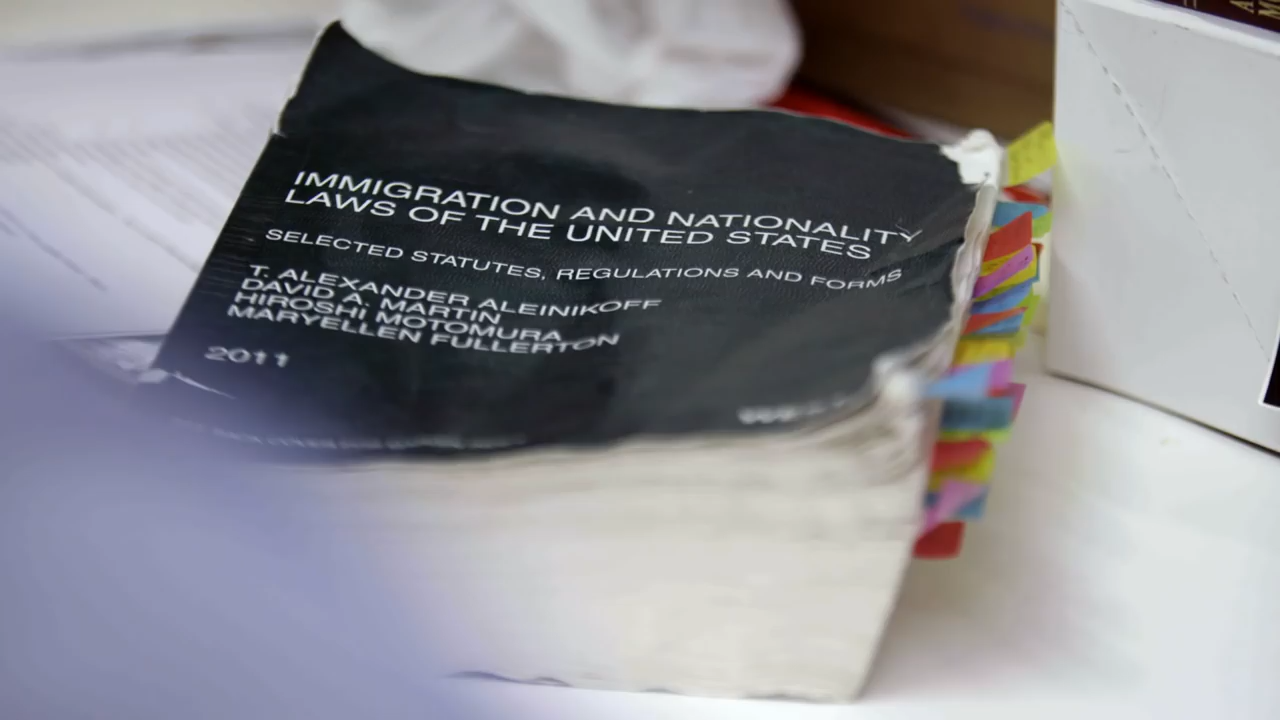 IMMIGRATION AND NATIONALITY
LAWS OF THE UNITED STATES
SELECTED STATUTES, REGULATIONS AND FORMS
T. ALEXANDER ALEINIKOFF
DAVID A. MARTIN
HIROSHI MOTOMURA
MARYELLEN FULLERTON
2011